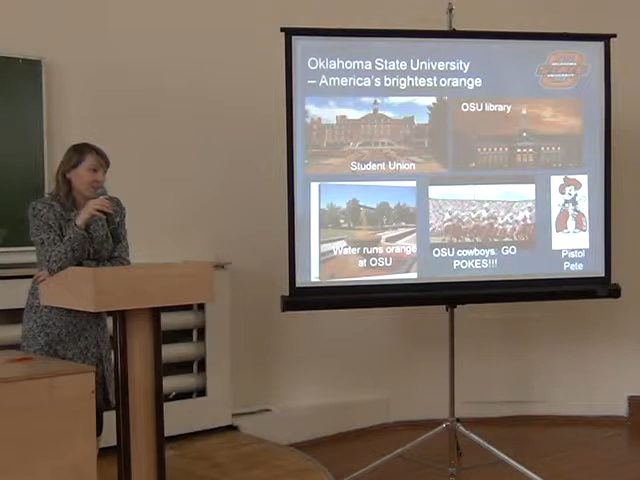 Oklahoma State University
– America's brightest orange
OSU library
Student Union
Water runs orange
at OSU
OSU cowboys: GO
POKES!!!
Pistol
Pete